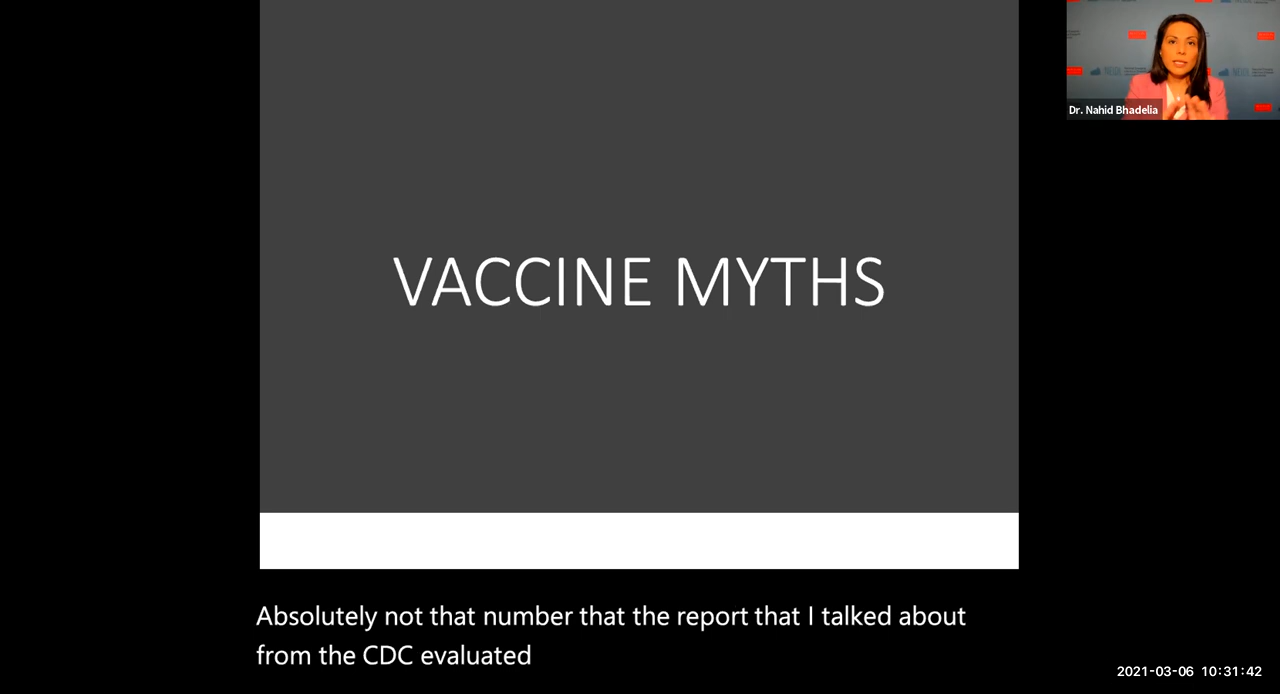 VACCINE MYTHS
Dr. Nahid Bhadelia
Absolutely not that number that the report that I talked about
from the CDC evaluated
2021-03-06 10:31:42